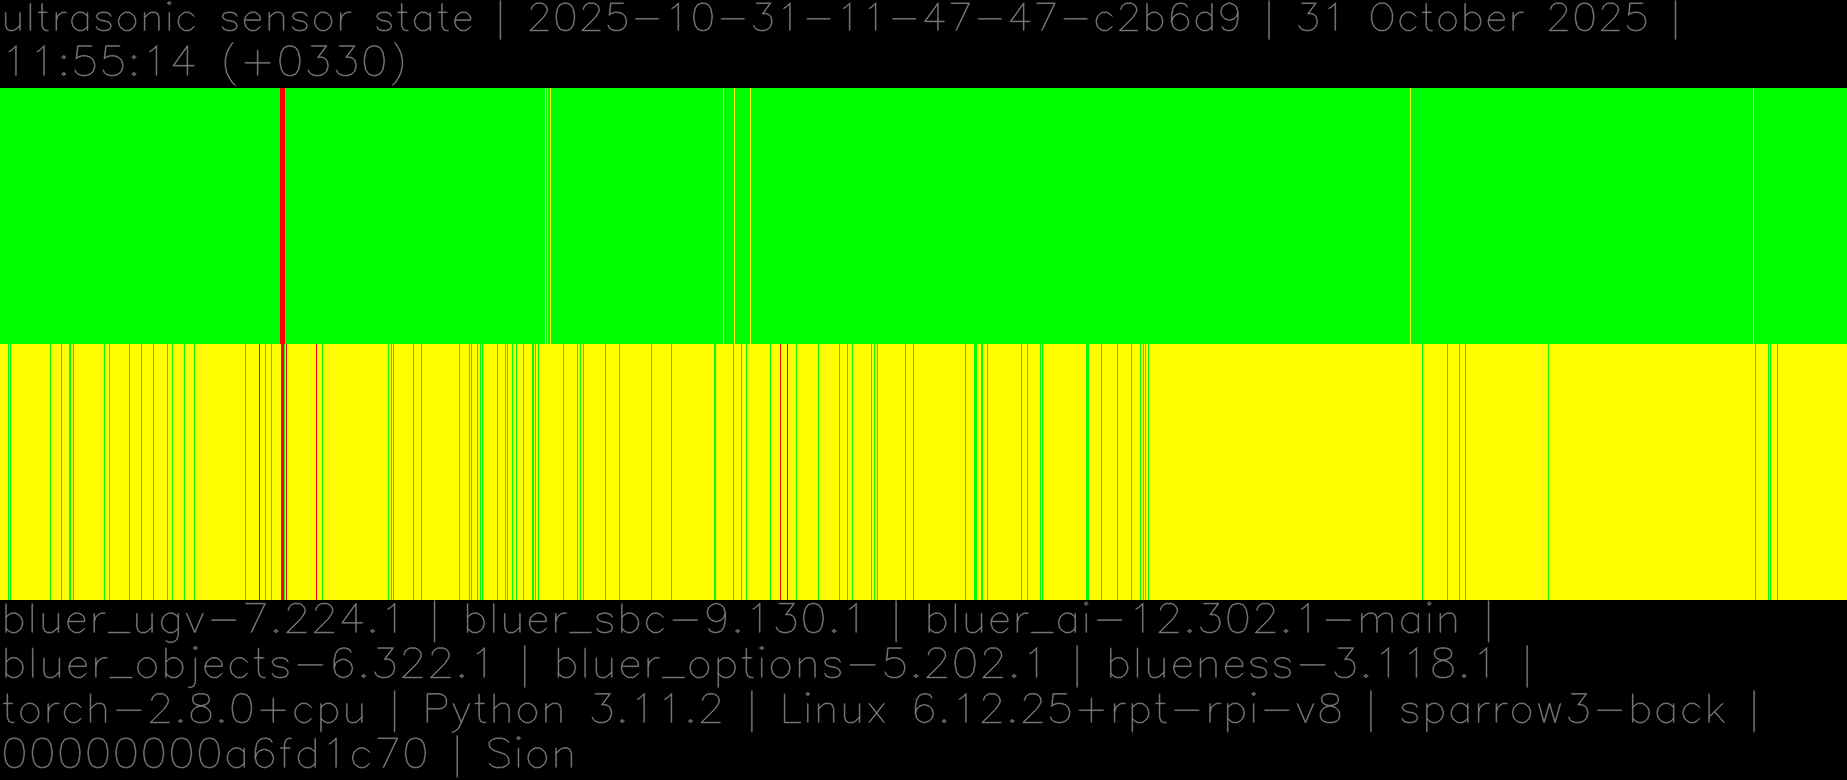 ultrasonic sensor state | 2025-10-31-11-47-47-c2b6d9 | 31 October 2025 |
11:55:14 (+0330)
bluer_ugv-7.224.1 | bluer_sbc-9.130.1 | bluer_ai-12.302.1-main |
bluer_objects-6.322.1 | bluer_options-5.202.1 | blueness-3.118.1 |
torch-2.8.0+cpu | Python 3.11.2 | Linux 6.12.25+rpt-rpi-v8 | sparrow3-back |
00000000a6fd1c70 | Sion